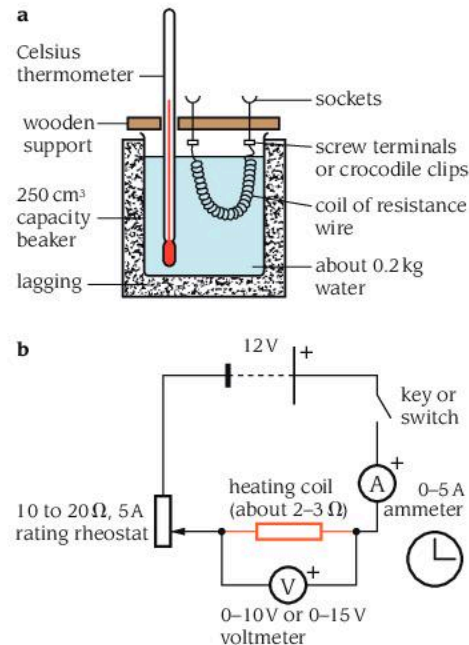 a
Celsius
thermometer
sockets
wooden
support
screw terminals
or crocodile clips
250 cm³
capacity
beaker
coil of resistance
wire
lagging
about 0.2 kg
water
b
12 V
+
key or
switch
+
A
0–5 A
ammeter
heating coil
(about 2–3 Ω)
10 to 20 Ω, 5 A
rating rheostat
+
V
0–10 V or 0–15 V
voltmeter